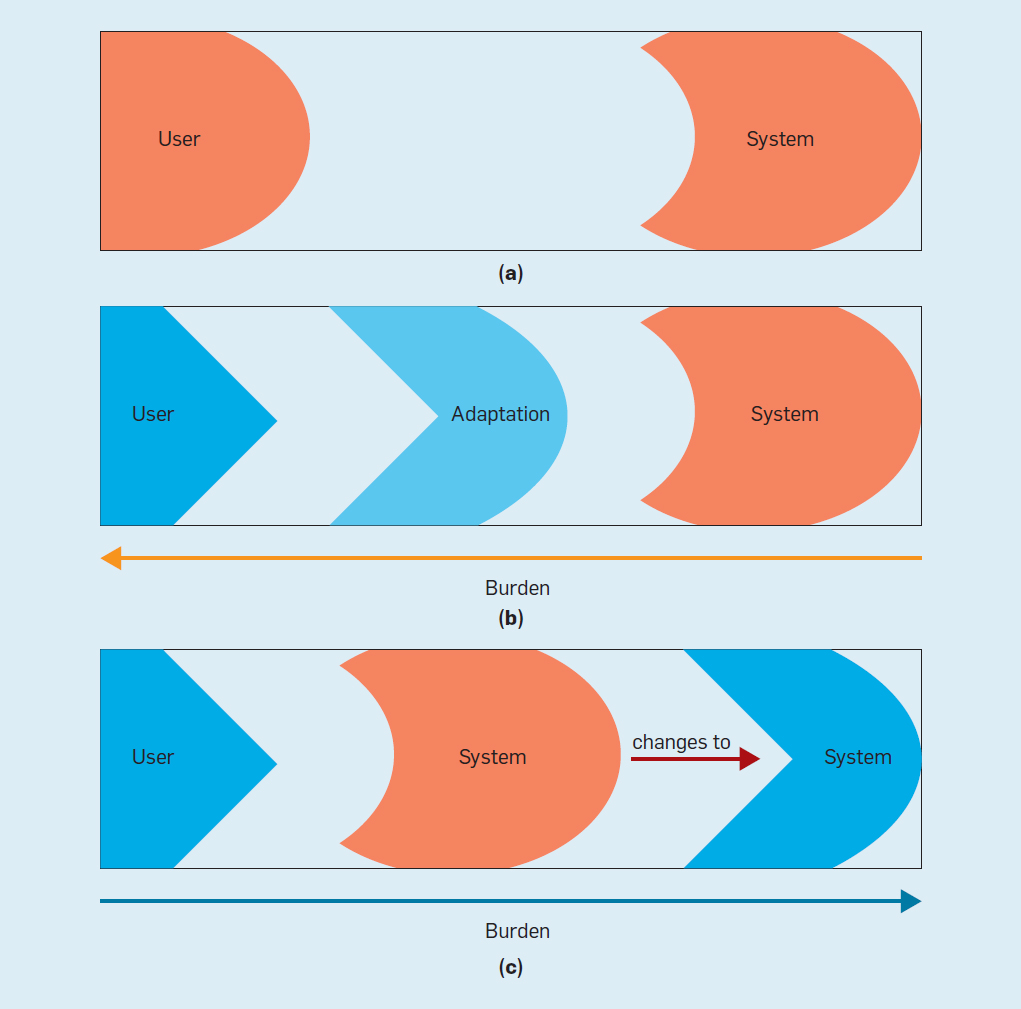 User
System
(a)
User
Adaptation
System
Burden
(b)
User
System
changes to
System
Burden
(c)